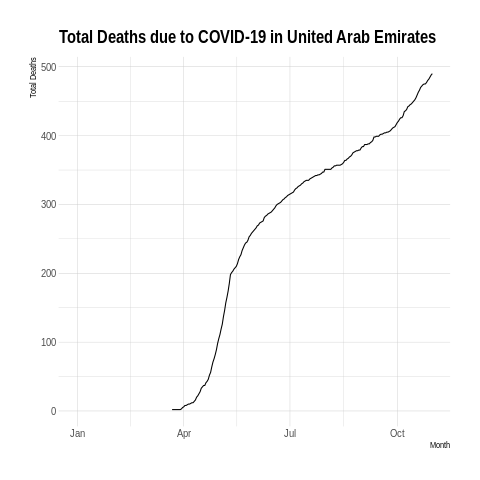 Total Deaths due to COVID-19 in United Arab Emirates
Total Deaths
500
400
300
200
100
0
Jan Apr Jul Oct
Month